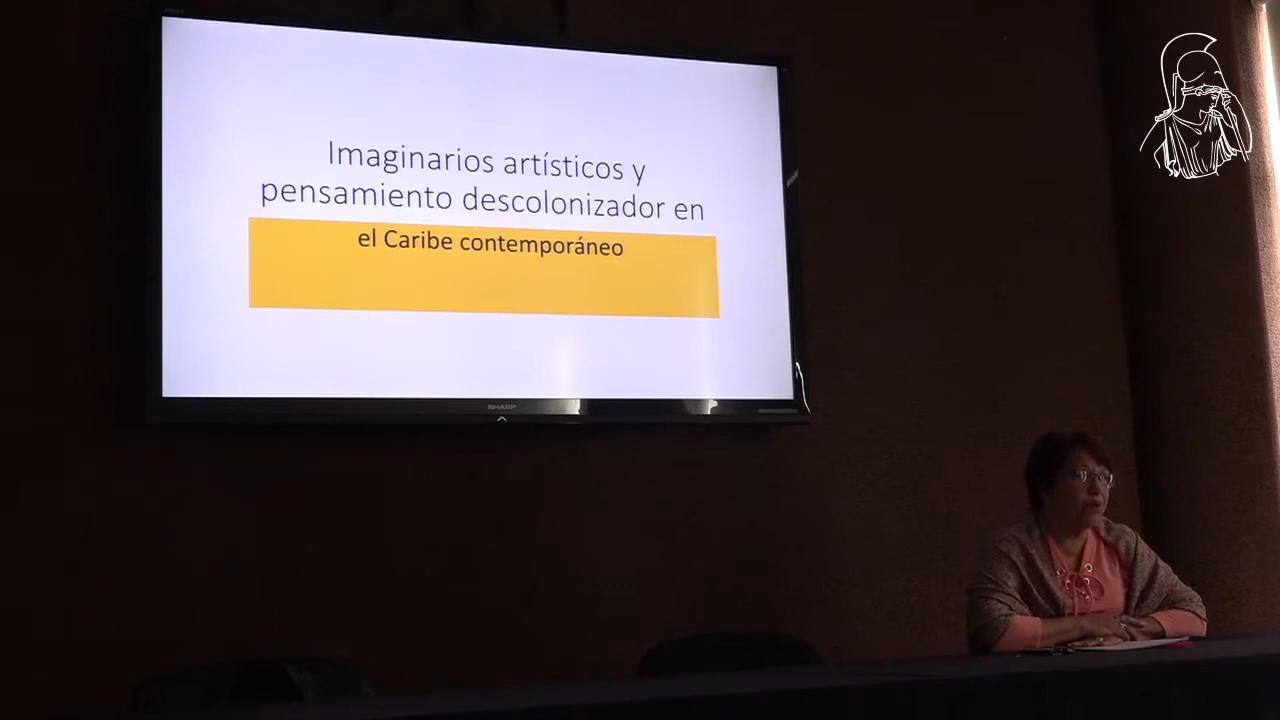 Imaginarios artísticos y
pensamiento descolonizador en
el Caribe contemporáneo
SHARP